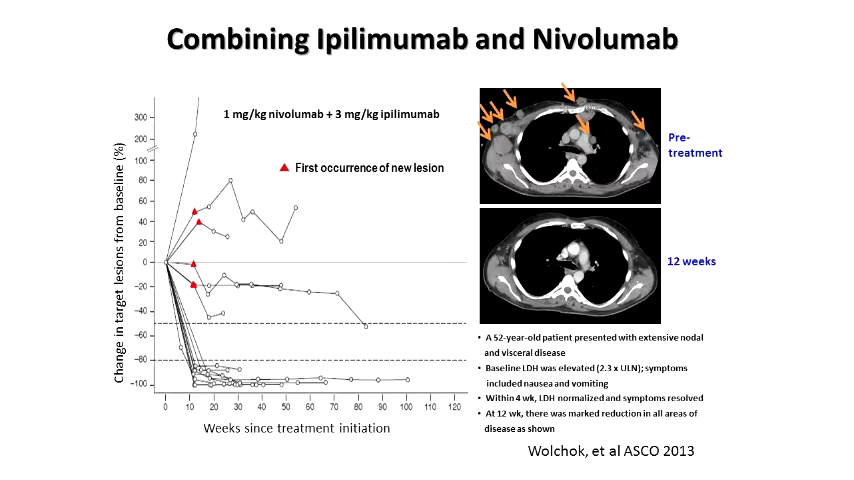 Combining Ipilimumab and Nivolumab
1 mg/kg nivolumab + 3 mg/kg ipilimumab
First occurrence of new lesion
Change in target lesions from baseline (%)
300
200
100
80
60
40
20
0
−20
−40
−60
−80
−100
0 10 20 30 40 50 60 70 80 90 100 110 120
Weeks since treatment initiation
Pre-
treatment
12 weeks
• A 52-year-old patient presented with extensive nodal
and visceral disease
• Baseline LDH was elevated (2.3 x ULN); symptoms
included nausea and vomiting
• Within 4 wk, LDH normalized and symptoms resolved
• At 12 wk, there was marked reduction in all areas of
disease as shown
Wolchok, et al ASCO 2013